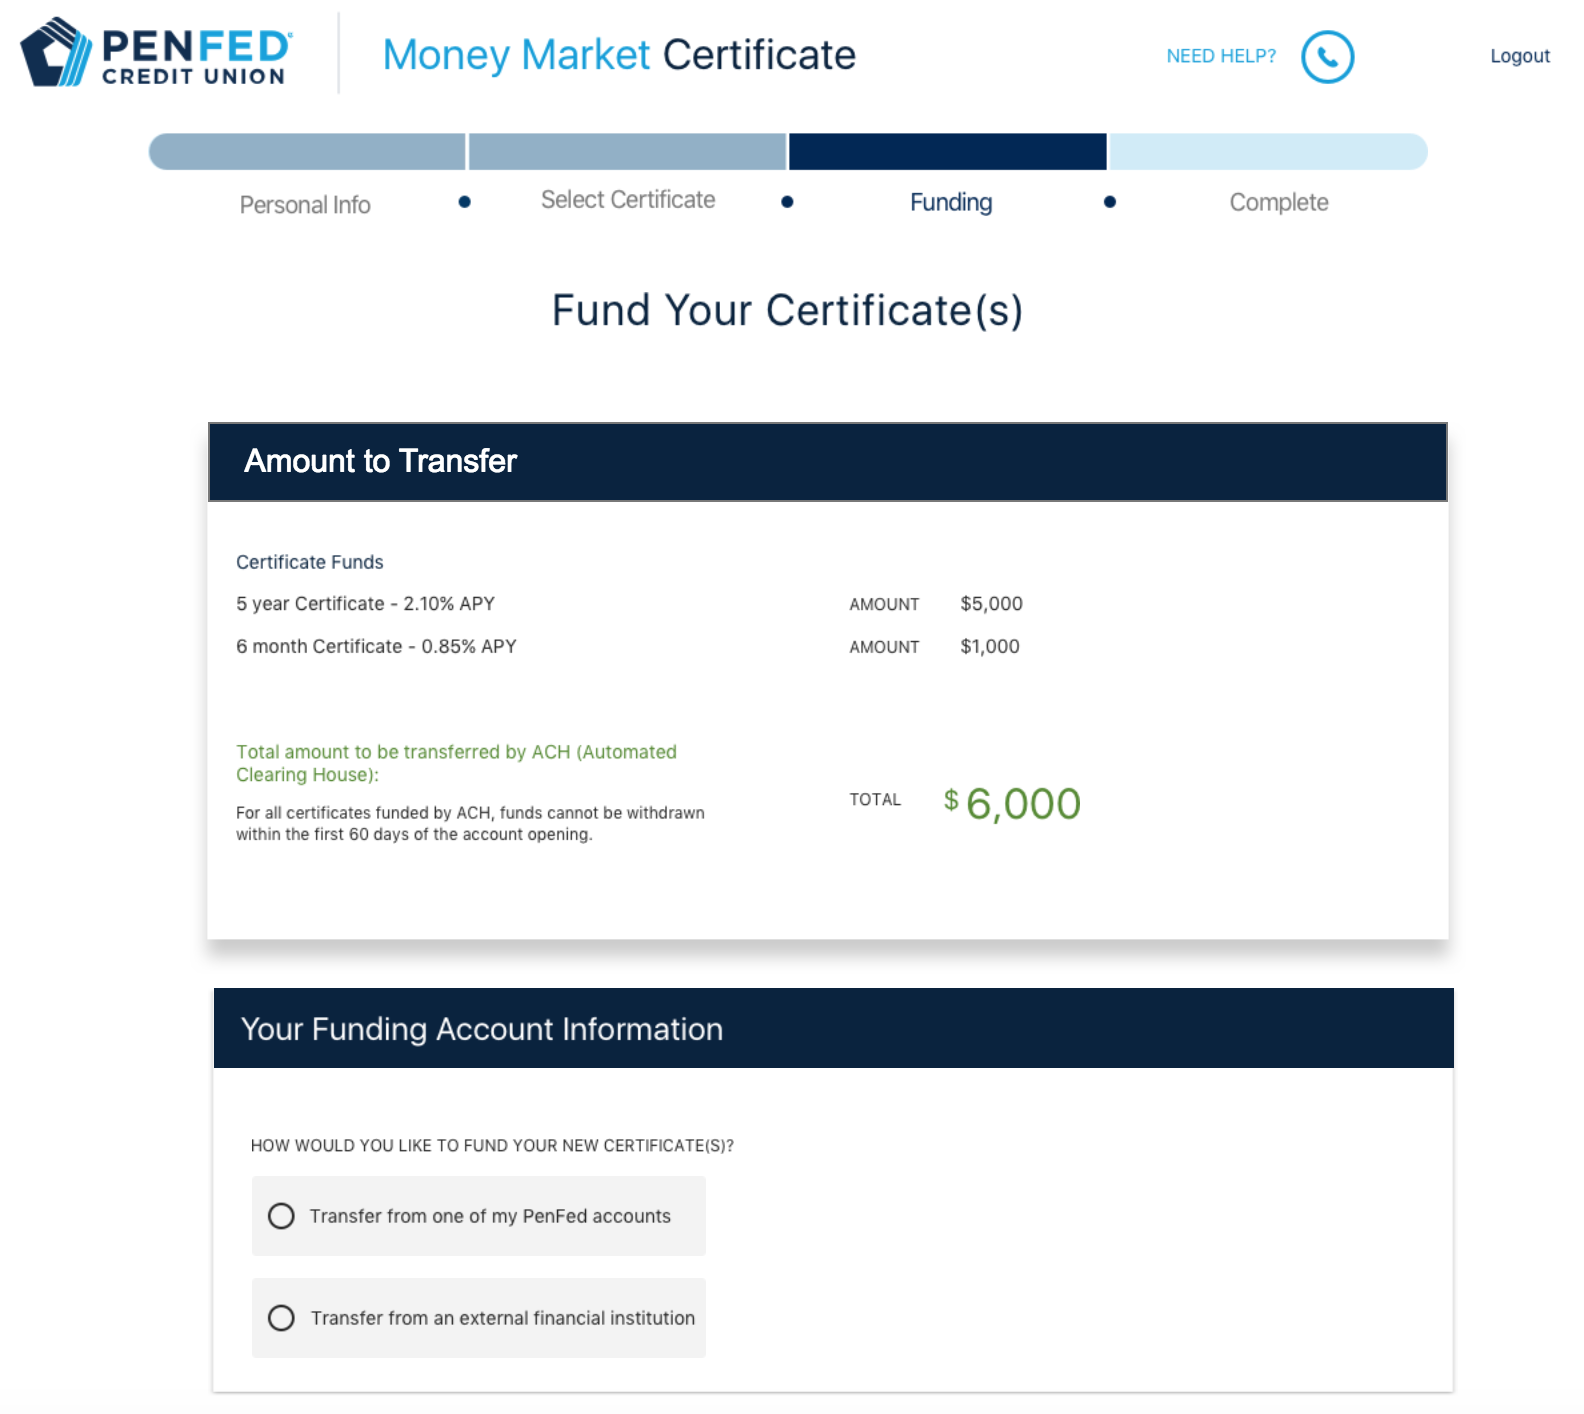 PENFED
CREDIT UNION
Money Market Certificate
NEED HELP?
Logout
Personal Info
Select Certificate
Funding
Complete
Fund Your Certificate(s)
Amount to Transfer
Certificate Funds
5 year Certificate - 2.10% APY AMOUNT $5,000
6 month Certificate - 0.85% APY AMOUNT $1,000
Total amount to be transferred by ACH (Automated
Clearing House):
For all certificates funded by ACH, funds cannot be withdrawn
within the first 60 days of the account opening.
TOTAL $ 6,000
Your Funding Account Information
HOW WOULD YOU LIKE TO FUND YOUR NEW CERTIFICATE(S)?
Transfer from one of my PenFed accounts
Transfer from an external financial institution